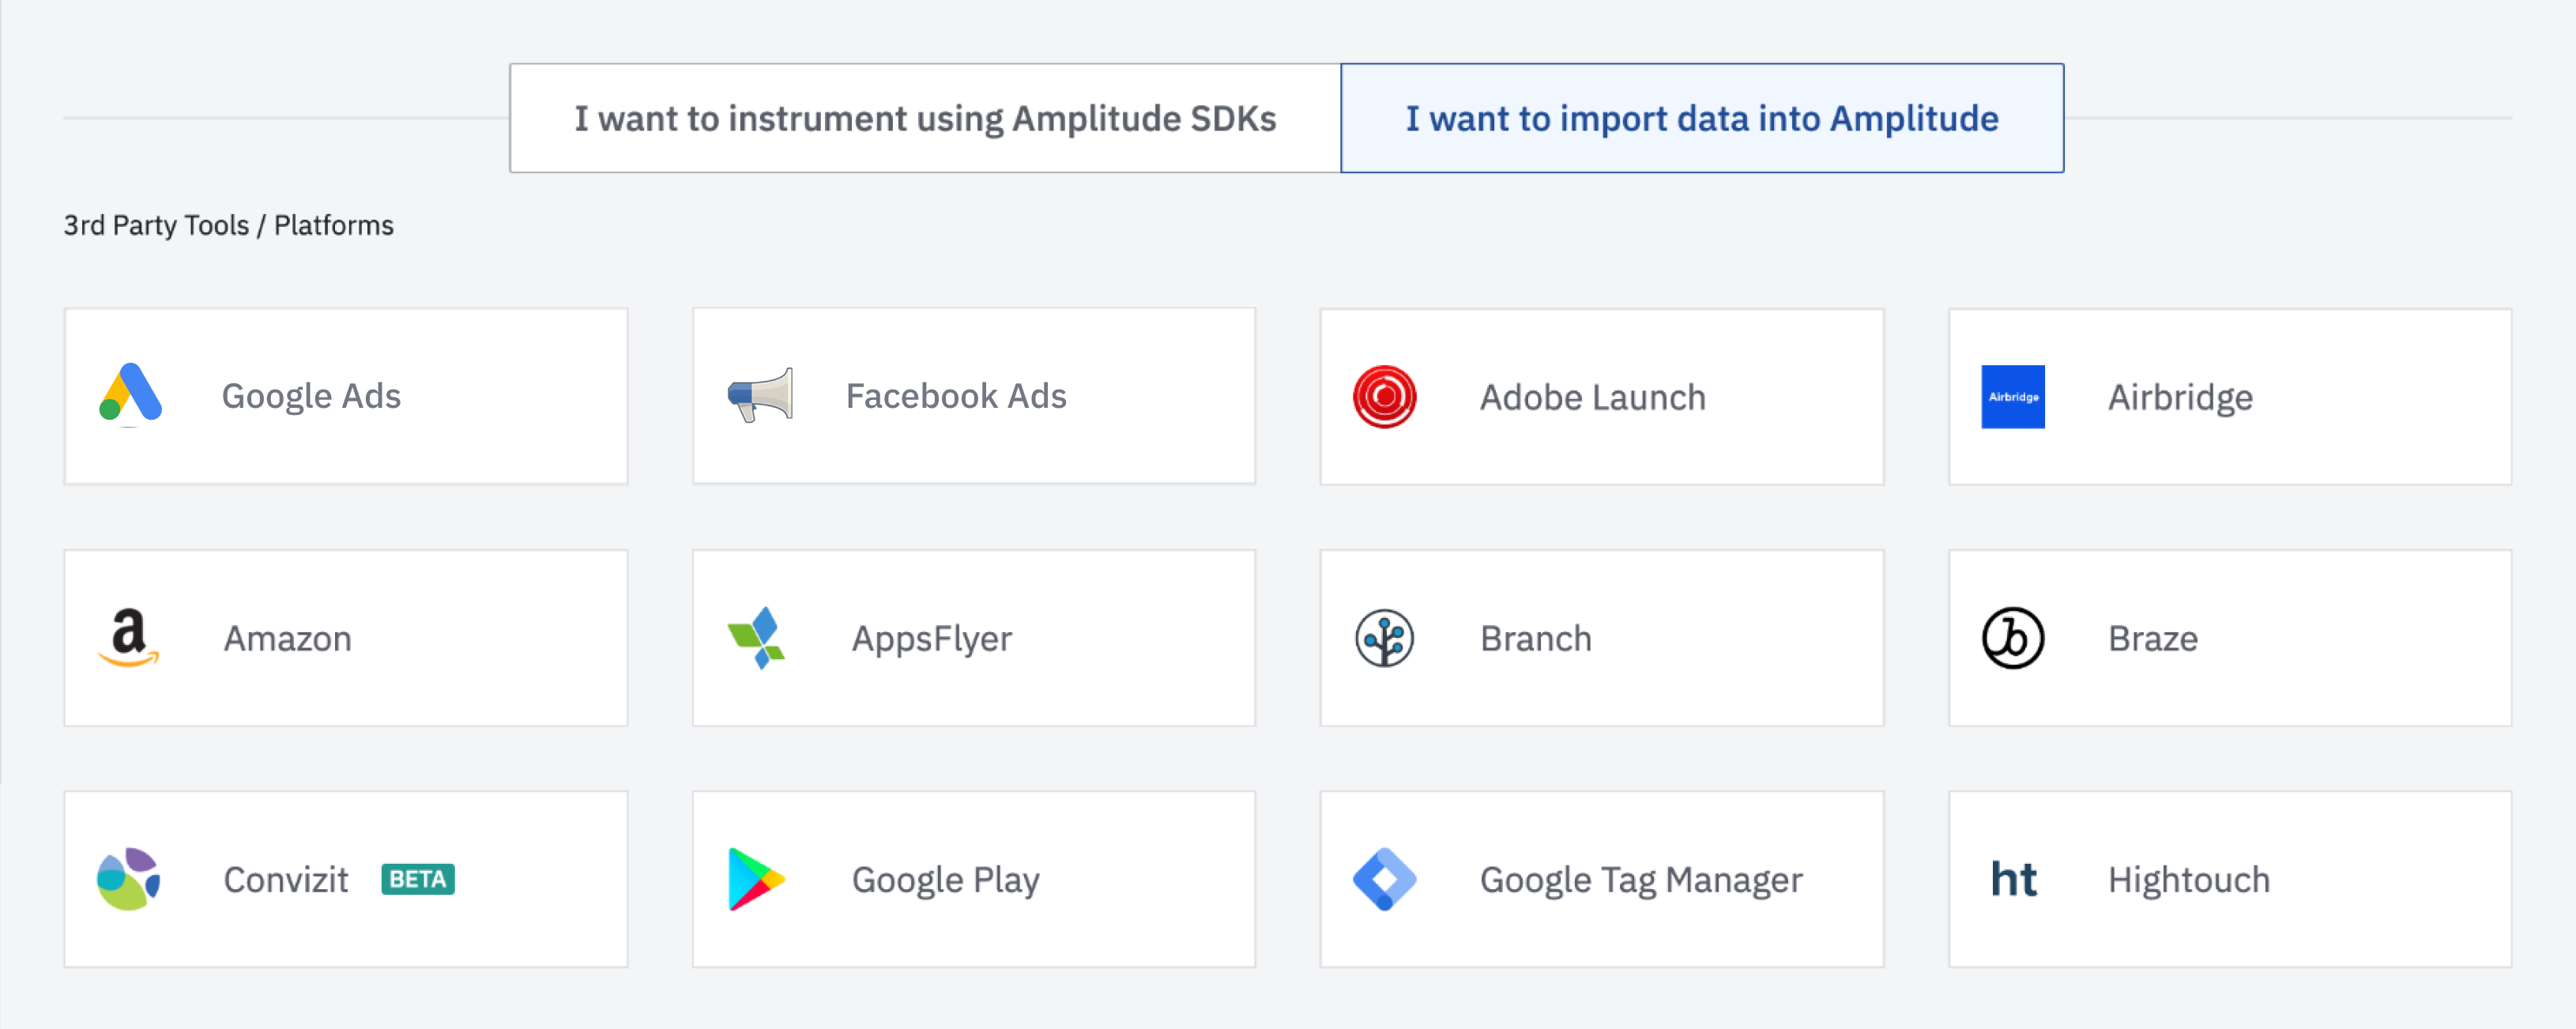 I want to instrument using Amplitude SDKs
I want to import data into Amplitude
3rd Party Tools / Platforms
Google Ads
Facebook Ads
Adobe Launch
Airbridge
Airbridge
a
Amazon
AppsFlyer
Branch
b
Braze
Convizit
BETA
Google Play
Google Tag Manager
ht
Hightouch